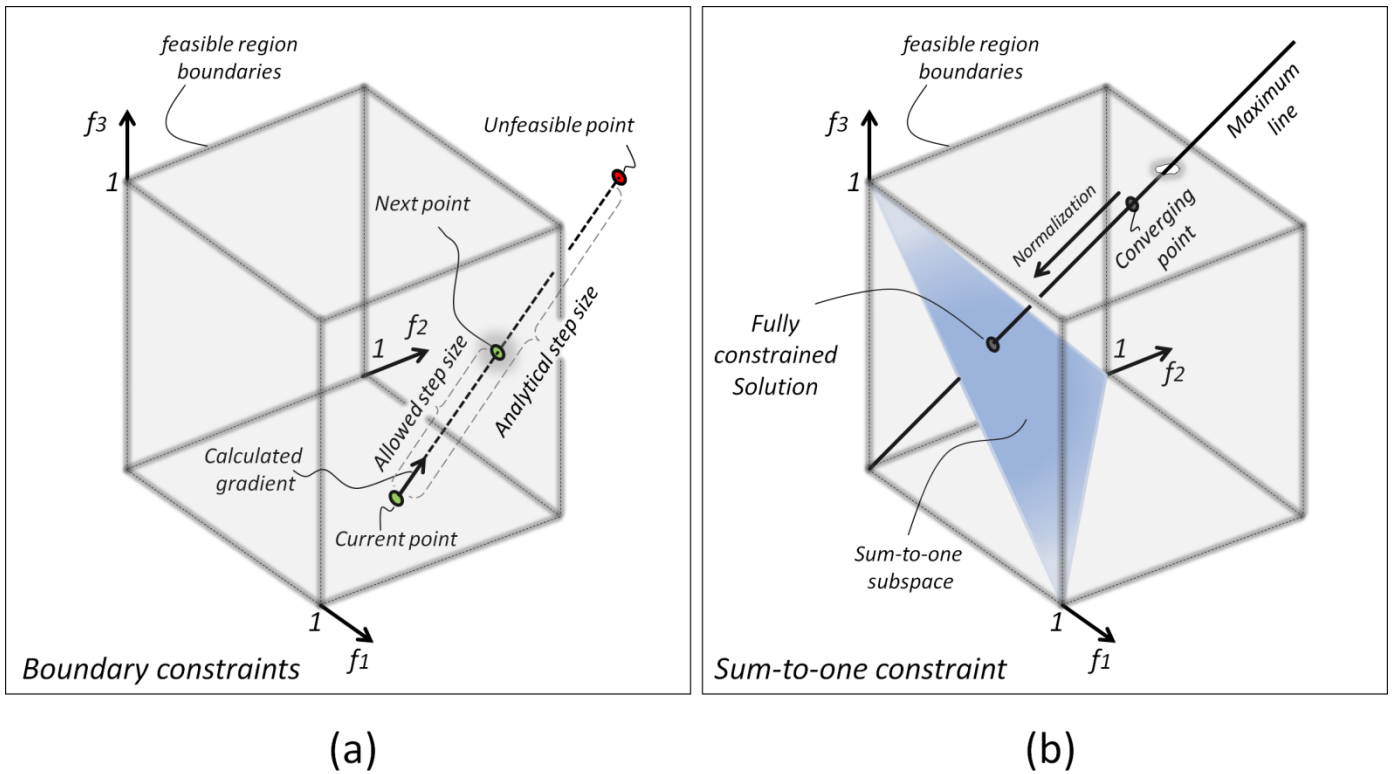 feasible region
boundaries
f3
1
Unfeasible point
Next point
f2
1
Allowed step size
Analytical step size
Calculated
gradient
Current point
1
f1
Boundary constraints
(a)
feasible region
boundaries
Maximum
line
f3
1
Normalization
Converging
point
Fully
constrained
Solution
1
f2
Sum-to-one
subspace
1
f1
Sum-to-one constraint
(b)